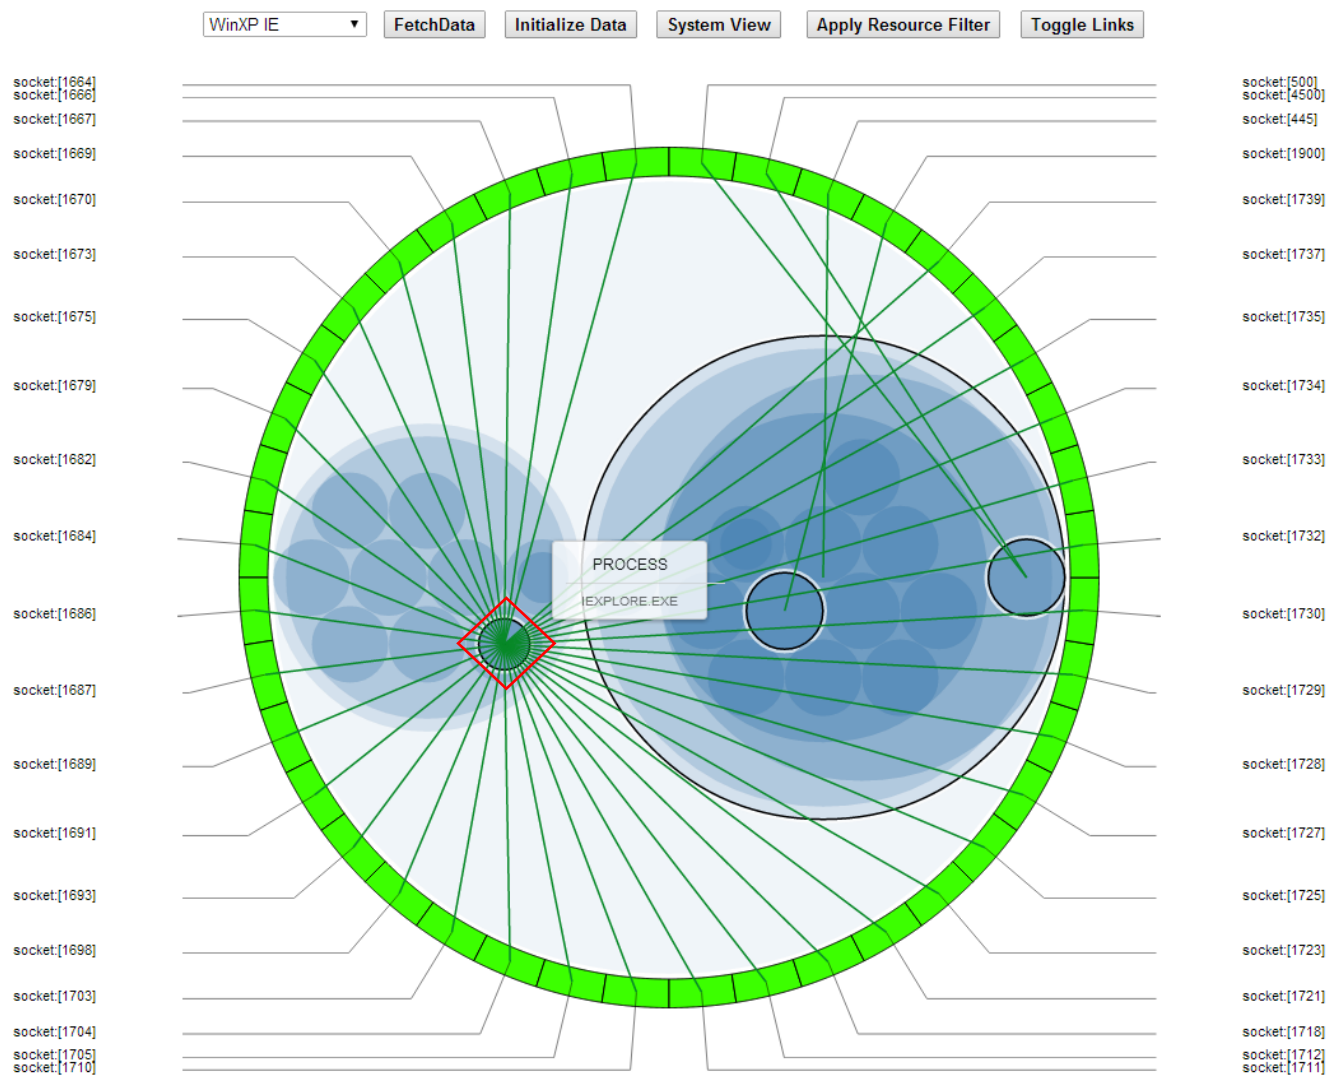 WinXP IE
FetchData
Initialize Data
System View
Apply Resource Filter
Toggle Links
socket:[1664]
socket:[1666]
socket:[1667]
socket:[1669]
socket:[1670]
socket:[1673]
socket:[1675]
socket:[1679]
socket:[1682]
socket:[1684]
socket:[1686]
socket:[1687]
socket:[1689]
socket:[1691]
socket:[1693]
socket:[1698]
socket:[1703]
socket:[1704]
socket:[1705]
socket:[1710]
PROCESS
IEXPLORE.EXE
socket:[500]
socket:[4500]
socket:[445]
socket:[1900]
socket:[1739]
socket:[1737]
socket:[1735]
socket:[1734]
socket:[1733]
socket:[1732]
socket:[1730]
socket:[1729]
socket:[1728]
socket:[1727]
socket:[1725]
socket:[1723]
socket:[1721]
socket:[1718]
socket:[1712]
socket:[1711]